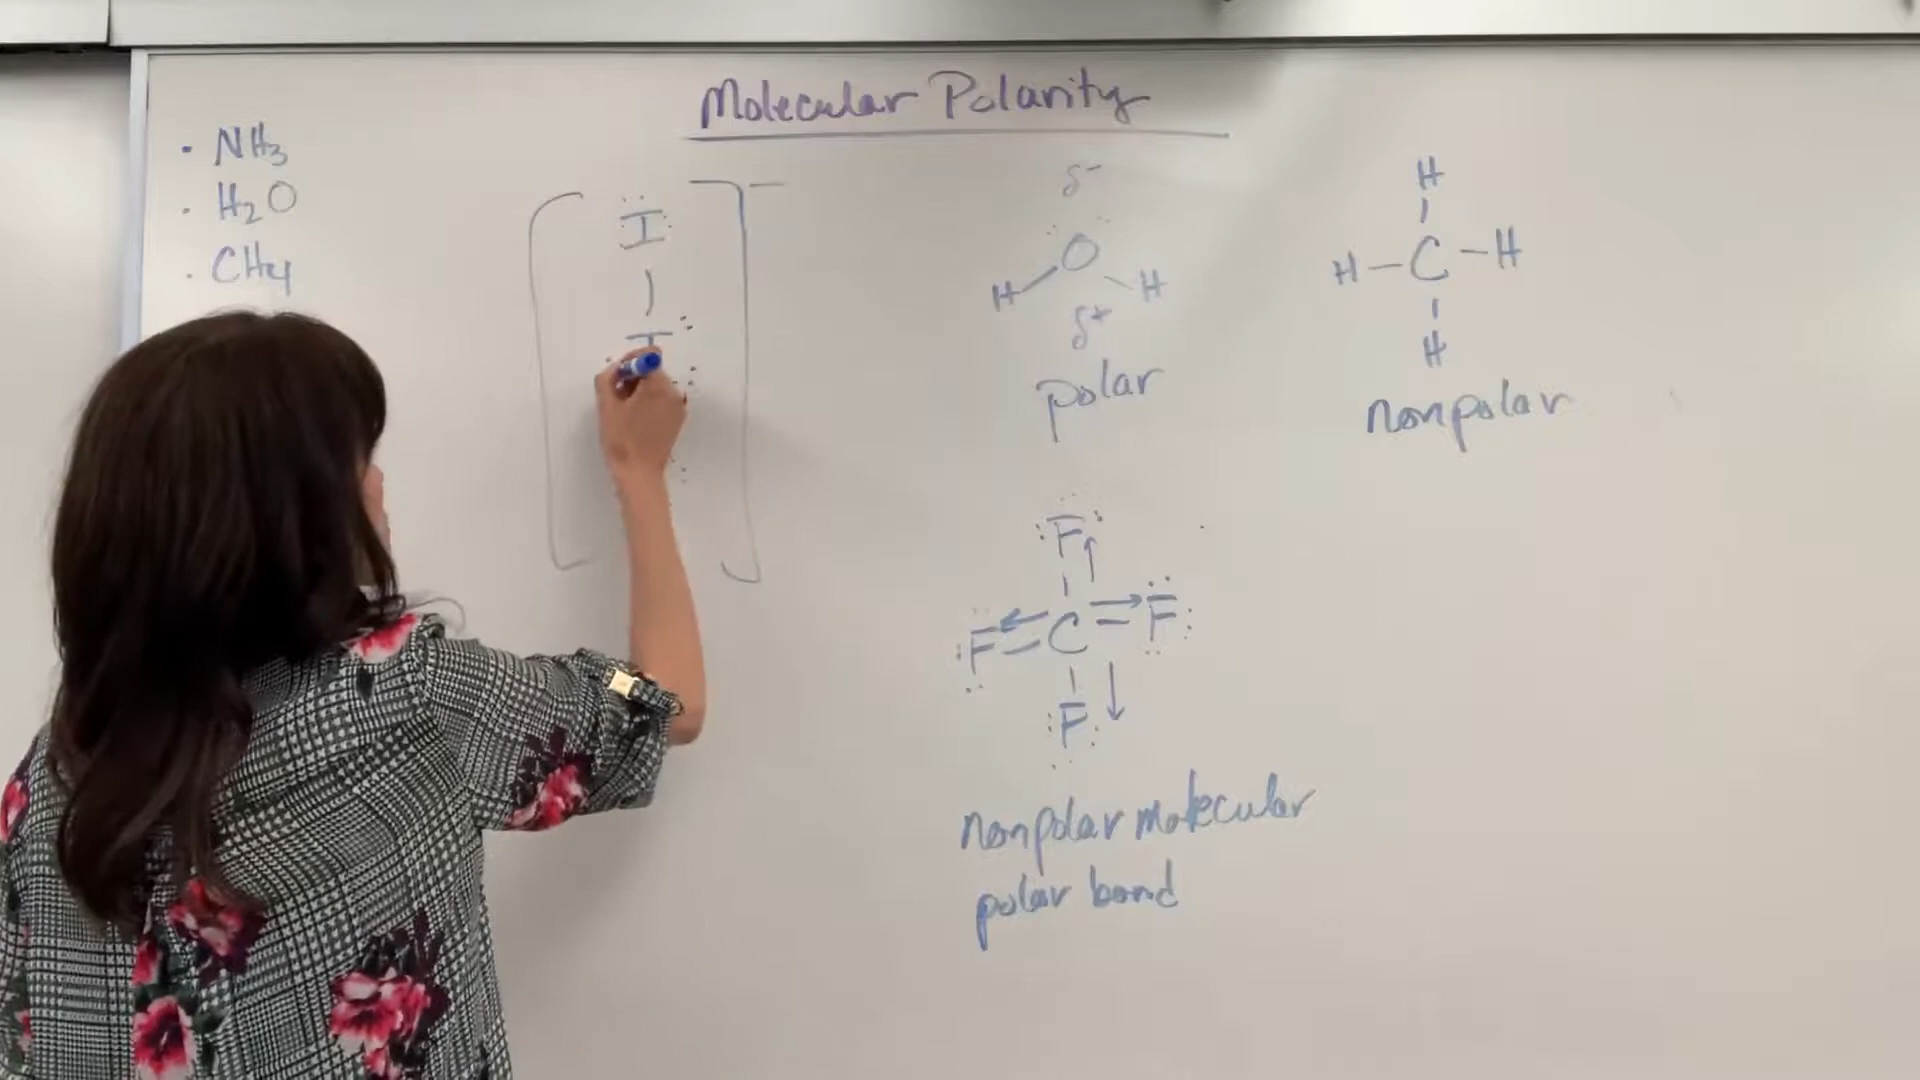 Molecular Polarity
• NH3
• H2O
• CH4
[
I
|
I
]−
δ−
O
H H
δ+
polar
H
H—C—H
H
nonpolar
F
F C F
F
nonpolar molecular
polar bond